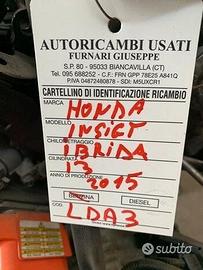 AUTORICAMBI USATI
FURNARI GIUSEPPE
S.P. 80 - 95033 BIANCAVILLA (CT)
Tel. 095 688252 - C.F.: FRN GPP 78E25 A841Q
P.IVA 04872480878 - SDI: M5UXCR1
CARTELLINO DI IDENTIFICAZIONE RICAMBIO
MARCA
HONDA
MODELLO
INSIGT
CHILOMETRAGGIO
IBRIDA
CILINDRATA
3
ANNO DI PRODUZIONE
2015
BENZINA
DIESEL
COD.
LDA3
subito